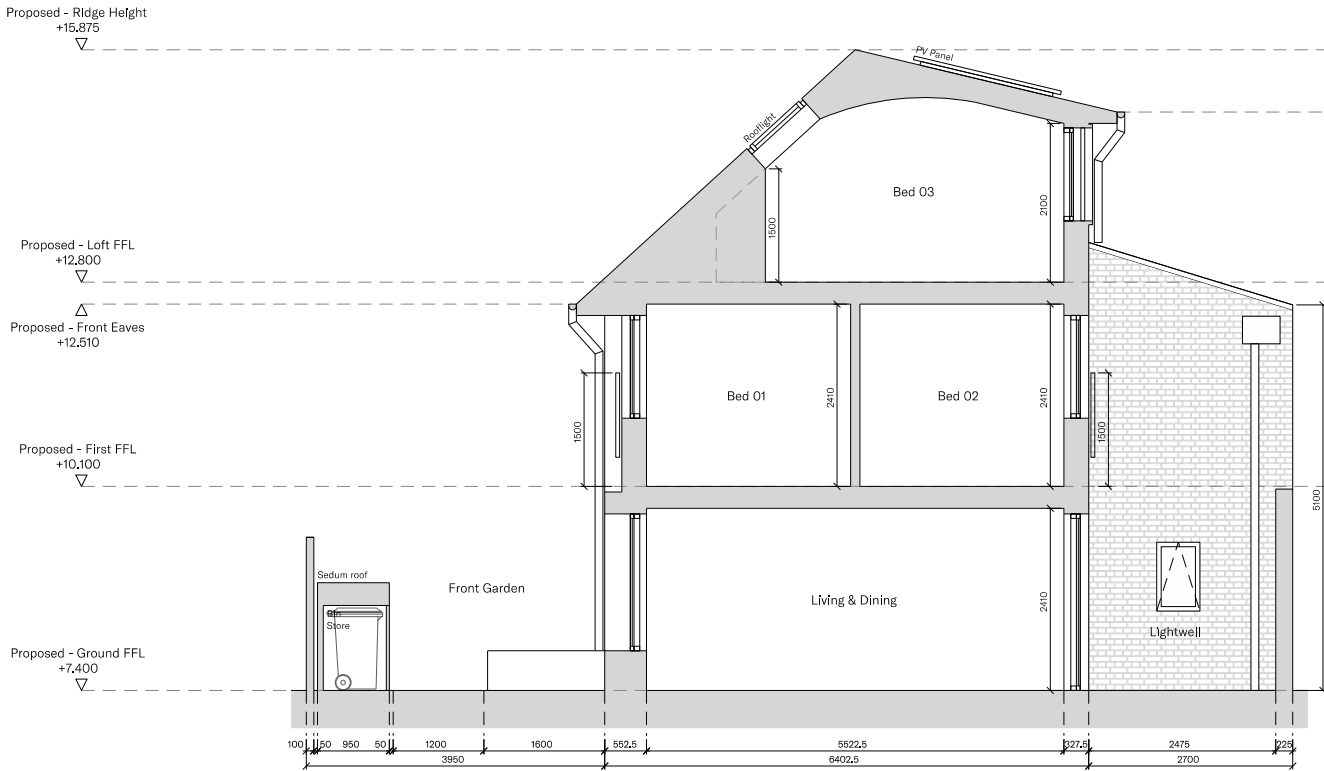 Proposed - Ridge Height
+15.875
PV Panel
Rooflight
Bed 03
1500
2100
Proposed - Loft FFL
+12.800
Proposed - Front Eaves
+12.510
Bed 01
2410
Bed 02
2410
1500
1500
Proposed - First FFL
+10.100
5100
Sedum roof
Bin
Store
Front Garden
Living & Dining
2410
Lightwell
Proposed - Ground FFL
+7.400
100 50 950 50 1200 1600 552.5 5522.5 327.5 2475 225
3950 6402.5 2700